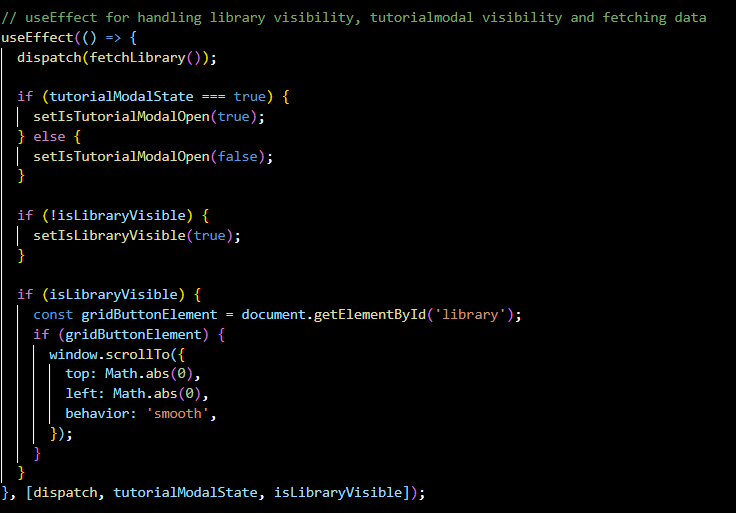 // useEffect for handling library visibility, tutorialmodal visibility and fetching data
useEffect(() => {
  dispatch(fetchLibrary());

  if (tutorialModalState === true) {
    setIsTutorialModalOpen(true);
  } else {
    setIsTutorialModalOpen(false);
  }

  if (!isLibraryVisible) {
    setIsLibraryVisible(true);
  }

  if (isLibraryVisible) {
    const gridButtonElement = document.getElementById('library');
    if (gridButtonElement) {
      window.scrollTo({
        top: Math.abs(0),
        left: Math.abs(0),
        behavior: 'smooth',
      });
    }
  }
}, [dispatch, tutorialModalState, isLibraryVisible]);